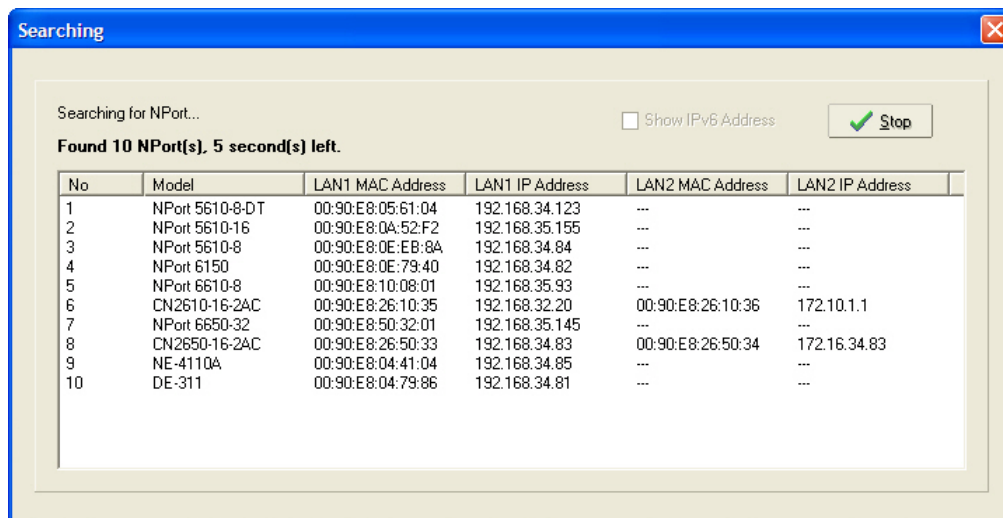 Searching
Searching for NPort...
Show IPv6 Address
Stop
Found 10 NPort(s), 5 second(s) left.
No Model LAN1 MAC Address LAN1 IP Address LAN2 MAC Address LAN2 IP Address
1 NPort 5610-8-DT 00:90:E8:05:61:04 192.168.34.123 --- ---
2 NPort 5610-16 00:90:E8:0A:52:F2 192.168.35.155 --- ---
3 NPort 5610-8 00:90:E8:0E:EB:8A 192.168.34.84 --- ---
4 NPort 6150 00:90:E8:0E:79:40 192.168.34.82 --- ---
5 NPort 6610-8 00:90:E8:10:08:01 192.168.35.93 --- ---
6 CN2610-16-2AC 00:90:E8:26:10:35 192.168.32.20 00:90:E8:26:10:36 172.10.1.1
7 NPort 6650-32 00:90:E8:50:32:01 192.168.35.145 --- ---
8 CN2650-16-2AC 00:90:E8:26:50:33 192.168.34.83 00:90:E8:26:50:34 172.16.34.83
9 NE-4110A 00:90:E8:04:41:04 192.168.34.85 --- ---
10 DE-311 00:90:E8:04:79:86 192.168.34.81 --- ---